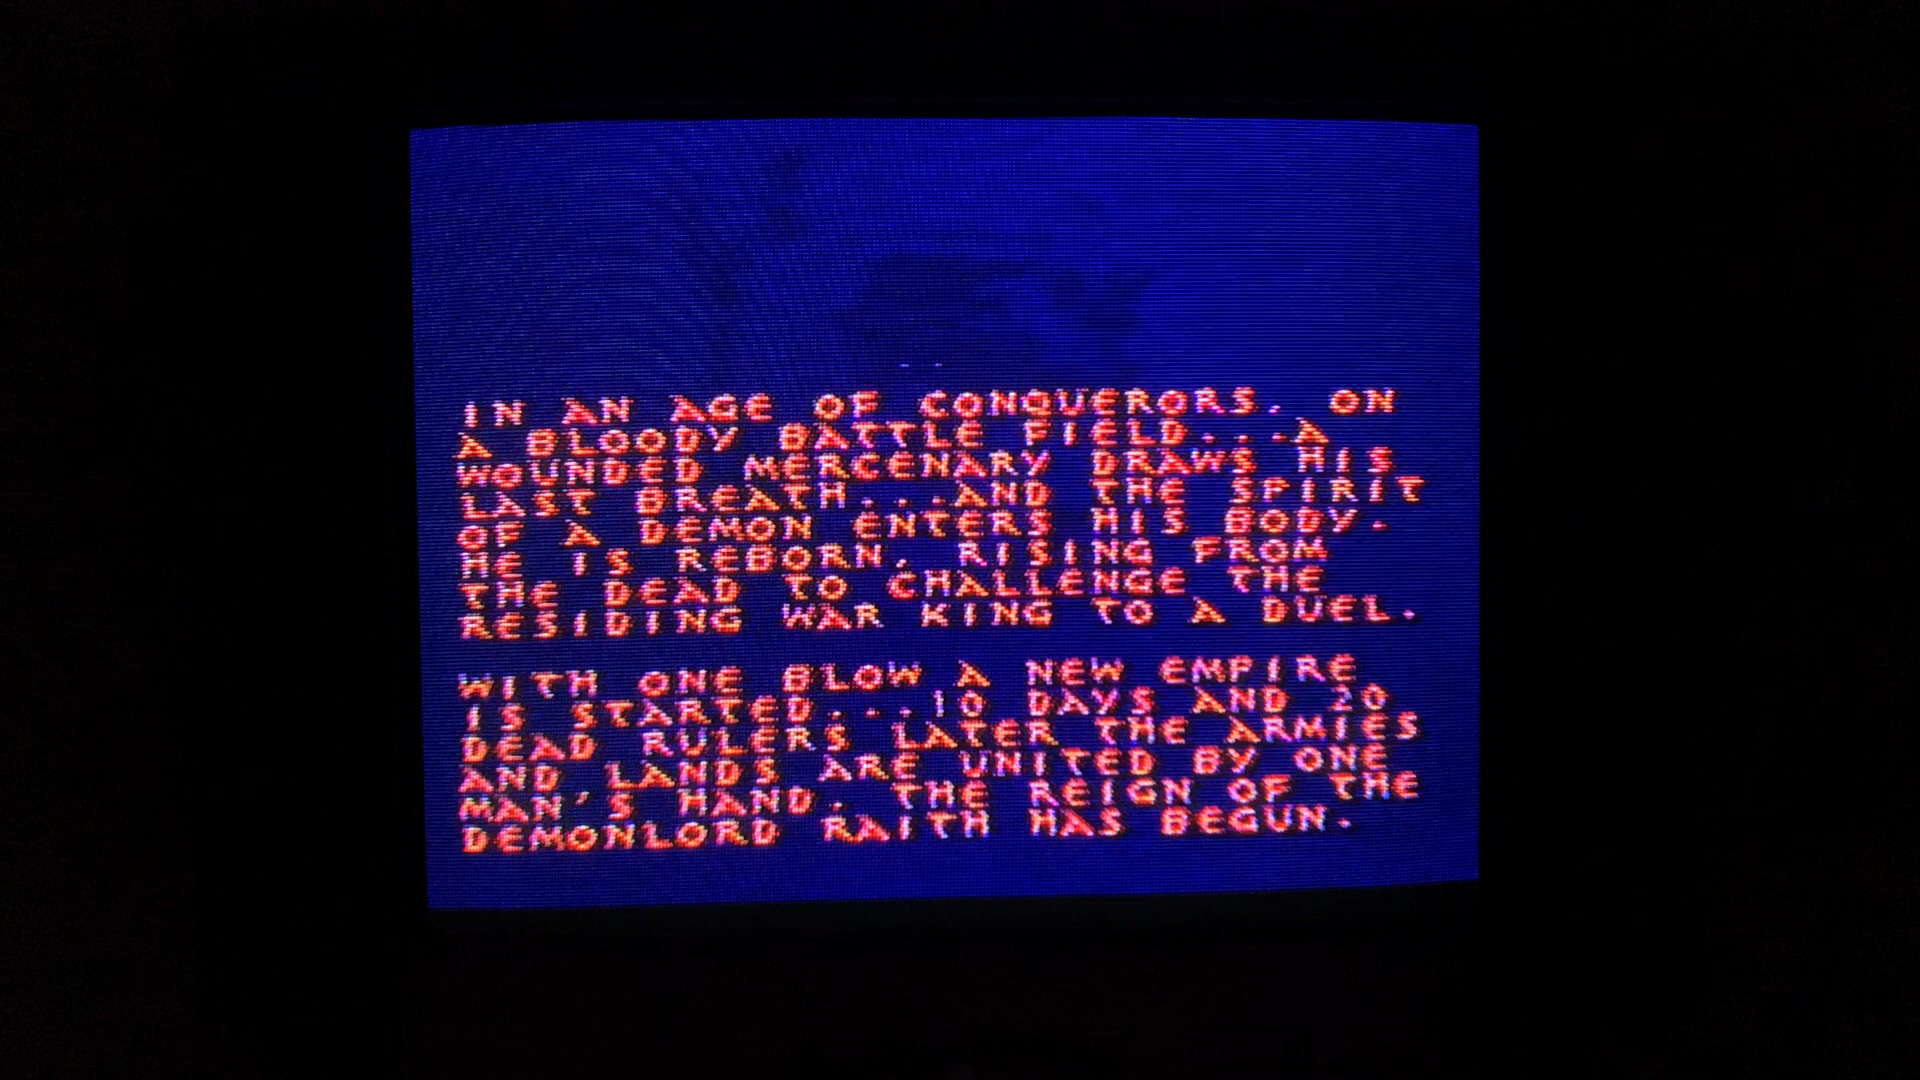 IN AN AGE OF CONQUERORS, ON
A BLOODY BATTLE FIELD...A
WOUNDED MERCENARY DRAWS HIS
LAST BREATH...AND THE SPIRIT
OF A DEMON ENTERS HIS BODY.
HE IS REBORN, RISING FROM
THE DEAD TO CHALLENGE THE
RESIDING WAR KING TO A DUEL.
WITH ONE BLOW A NEW EMPIRE
IS STARTED...10 DAYS AND 20
DEAD RULERS LATER THE ARMIES
AND LANDS ARE UNITED BY ONE
MAN'S HAND. THE REIGN OF THE
DEMONLORD RAITH HAS BEGUN.